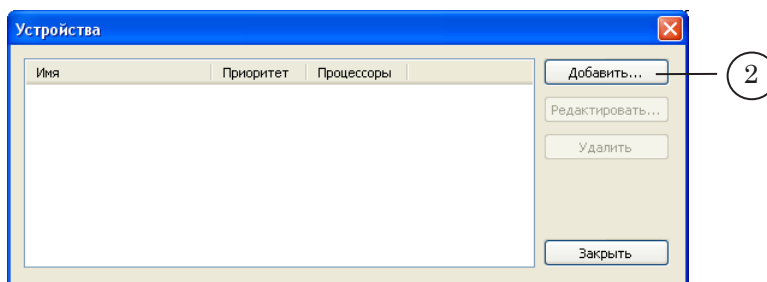 Устройства
Имя Приоритет Процессоры
Добавить...
2
Редактировать...
Удалить
Закрыть